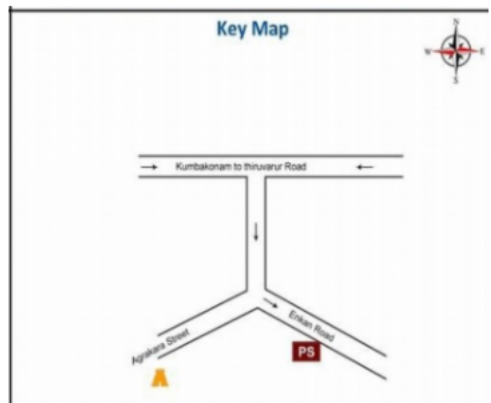 Key Map
N
W E
S
Kumbakonam to thiruvarur Road
Enkan Road
Agrakara Street
PS